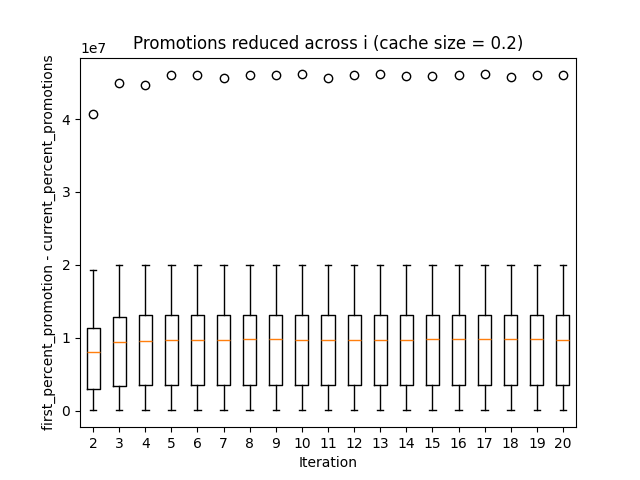 Promotions reduced across i (cache size = 0.2)
1e7
first_percent_promotion - current_percent_promotions
4
3
2
1
0
2 3 4 5 6 7 8 9 10 11 12 13 14 15 16 17 18 19 20
Iteration